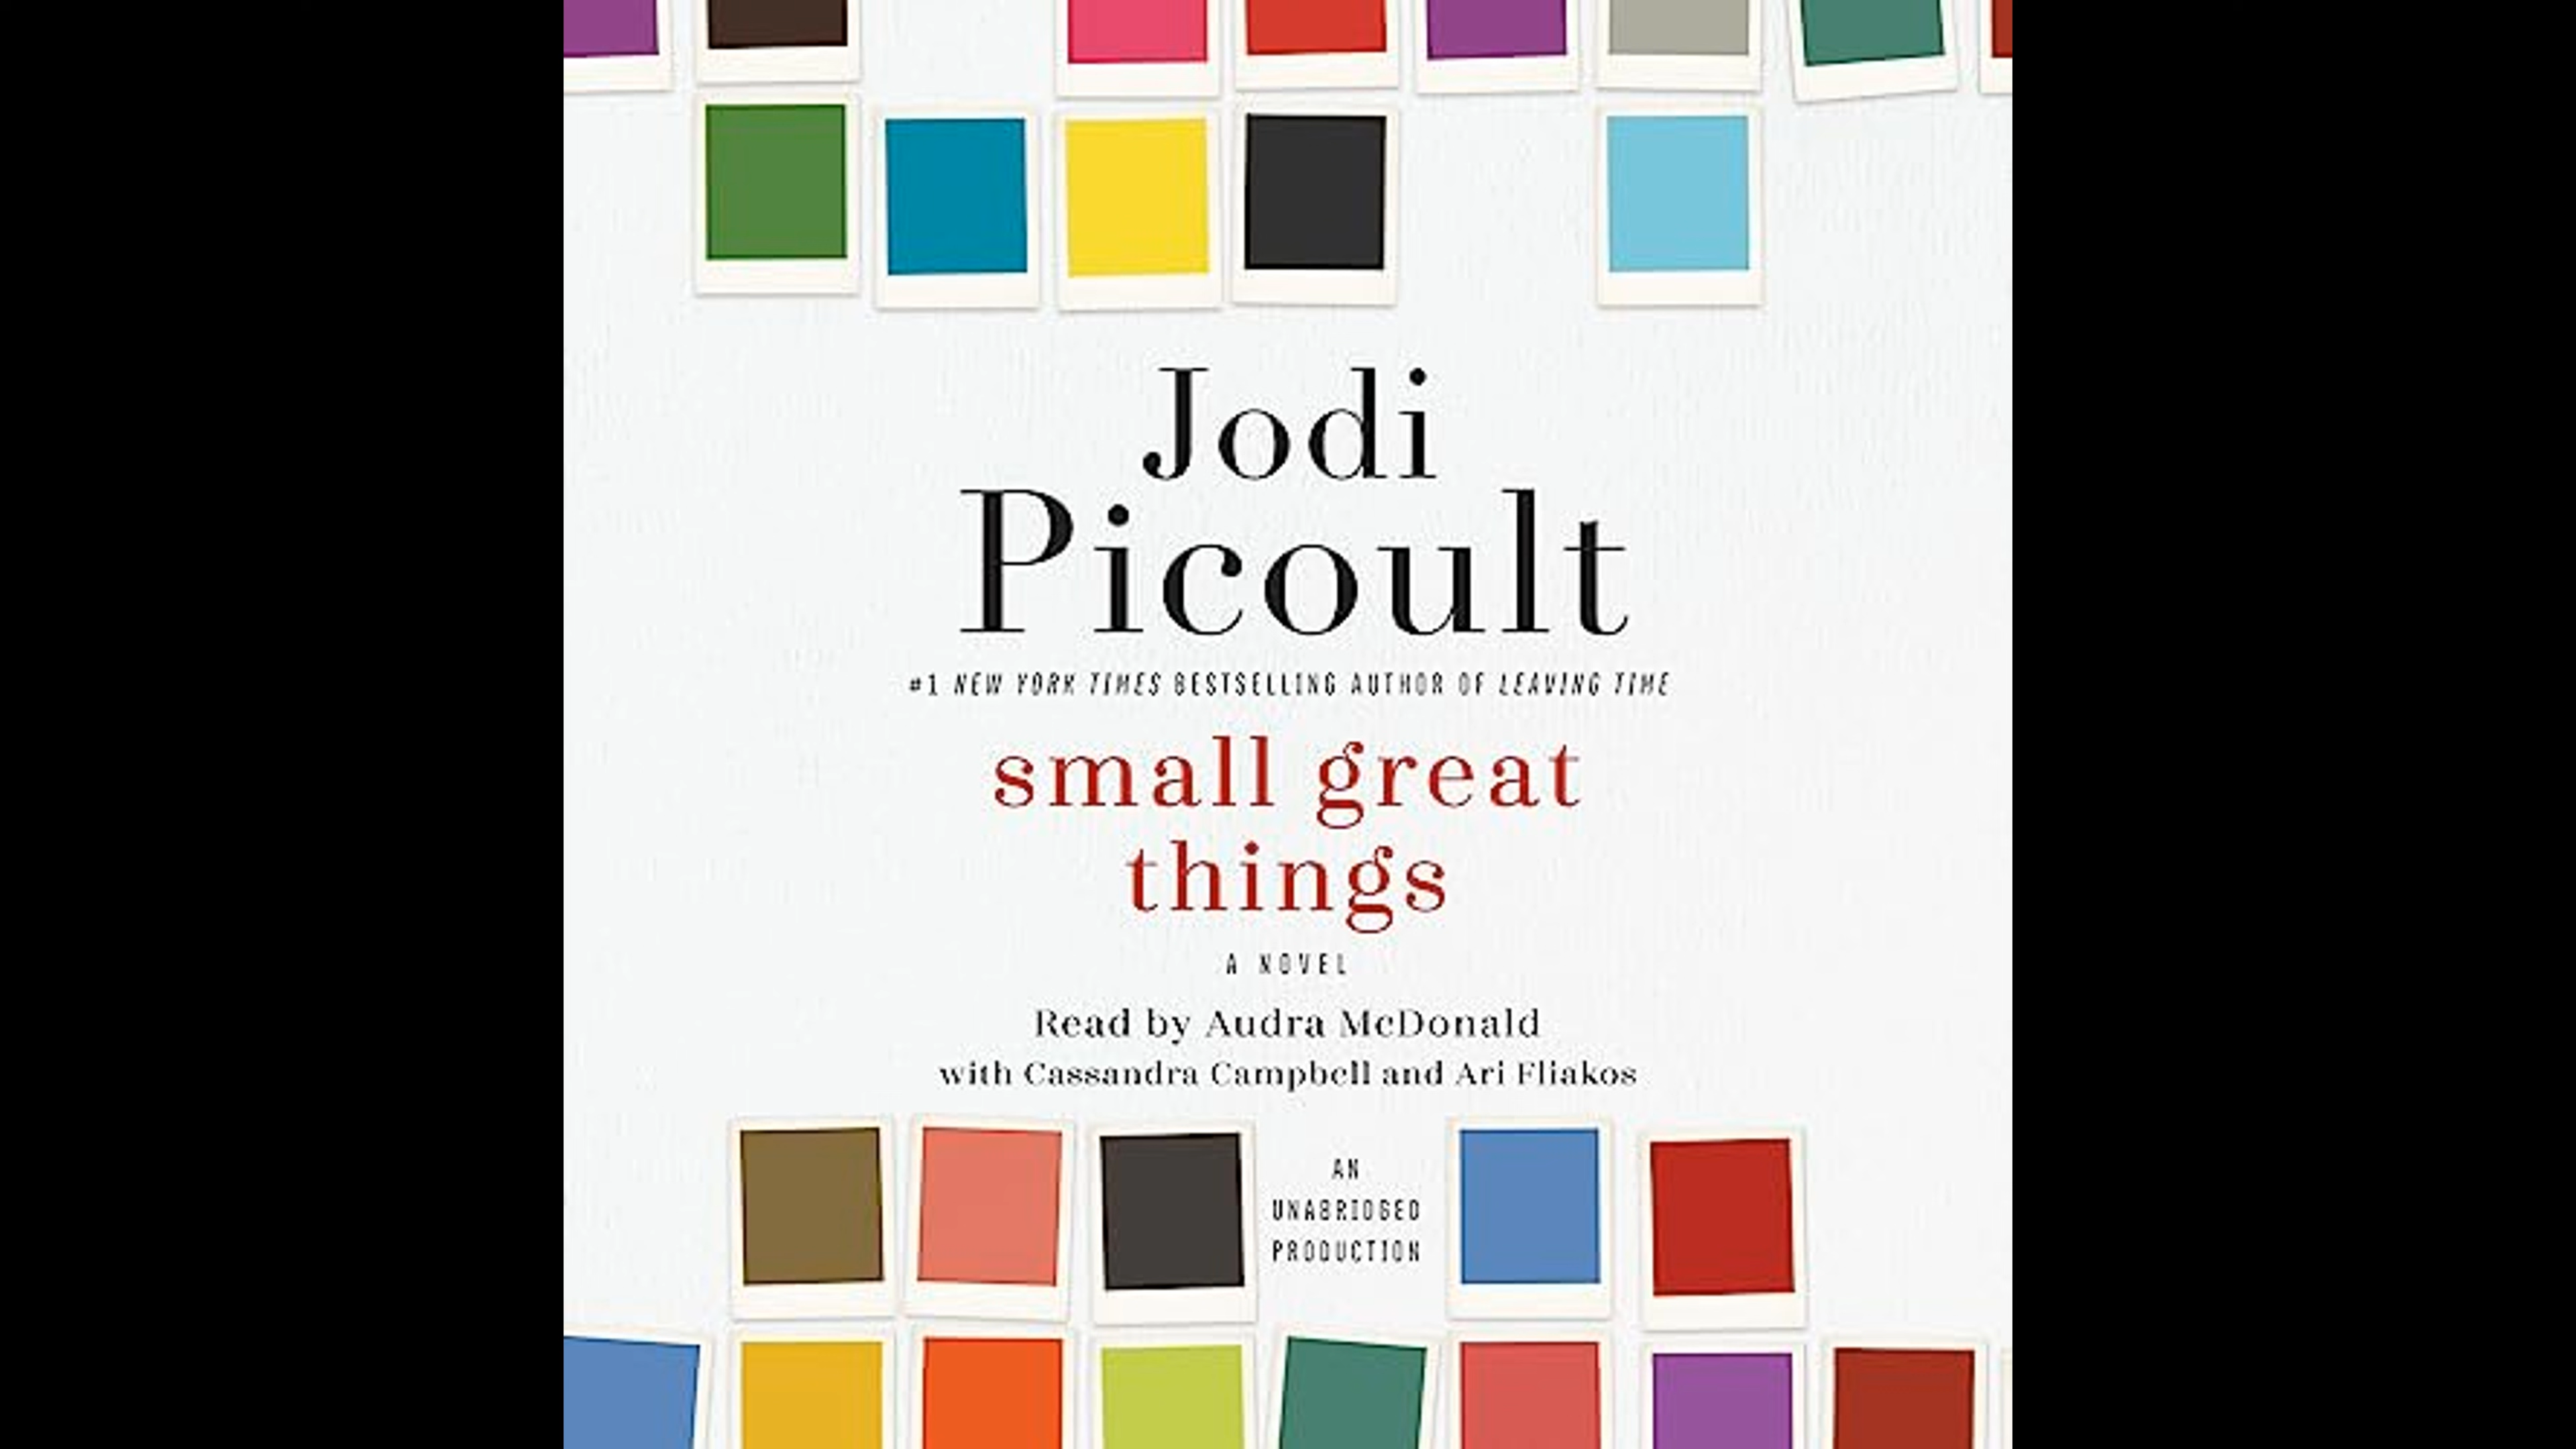 Jodi
Picoult
#1 NEW YORK TIMES BESTSELLING AUTHOR OF LEAVING TIME
small great
things
A NOVEL
Read by Audra McDonald
with Cassandra Campbell and Ari Fliakos
AN
UNABRIDGED
PRODUCTION